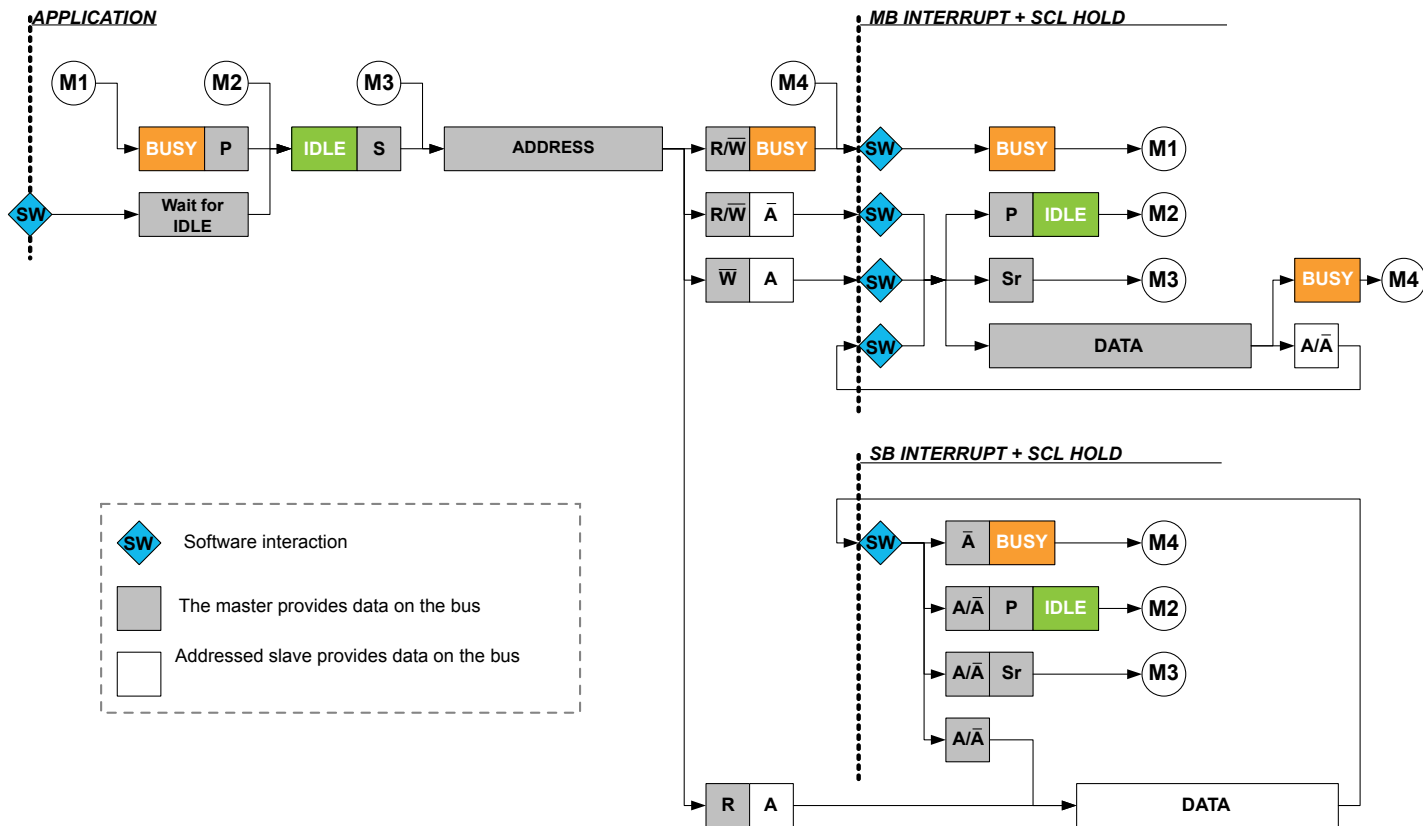 APPLICATION
MB INTERRUPT + SCL HOLD
M1
M2
M3
M4
BUSY P
IDLE S
ADDRESS
R/W̅ BUSY
SW
BUSY
M1
SW
Wait for
IDLE
R/W̅ A̅
SW
P IDLE
M2
W̅ A
SW
Sr
M3
BUSY
M4
SW
DATA
A/A̅
SB INTERRUPT + SCL HOLD
SW
A̅ BUSY
M4
A/A̅ P IDLE
M2
A/A̅ Sr
M3
A/A̅
R A
DATA
SW Software interaction
The master provides data on the bus
Addressed slave provides data on the bus